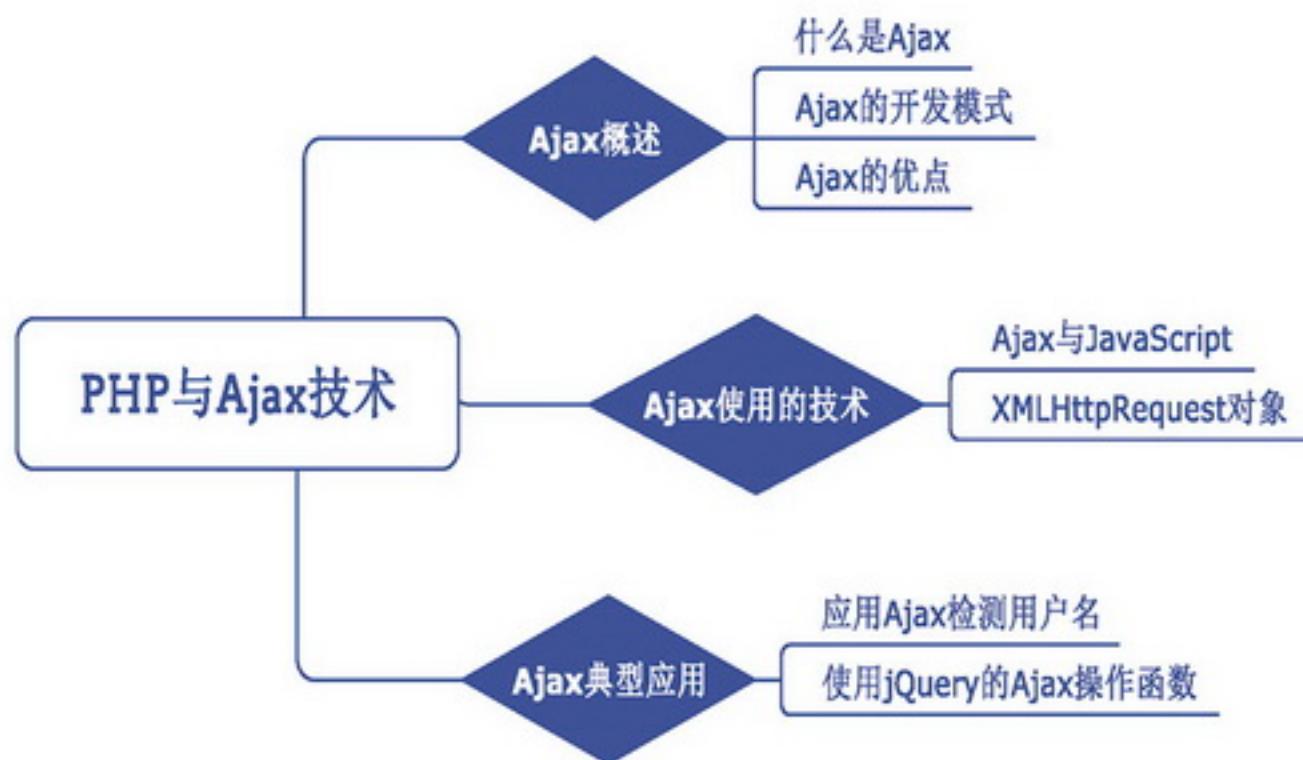 PHP与Ajax技术
Ajax概述
什么是Ajax
Ajax的开发模式
Ajax的优点
Ajax使用的技术
Ajax与JavaScript
XMLHttpRequest对象
Ajax典型应用
应用Ajax检测用户名
使用jQuery的Ajax操作函数